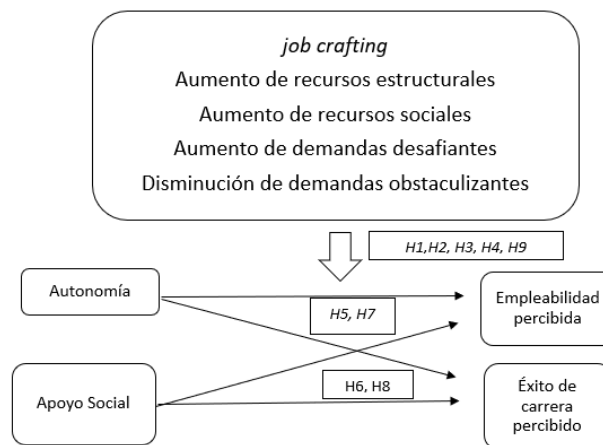 job crafting
Aumento de recursos estructurales
Aumento de recursos sociales
Aumento de demandas desafiantes
Disminución de demandas obstaculizantes
H1,H2, H3, H4, H9
Autonomía
Empleabilidad
percibida
H5, H7
H6, H8
Apoyo Social
Éxito de
carrera
percibido